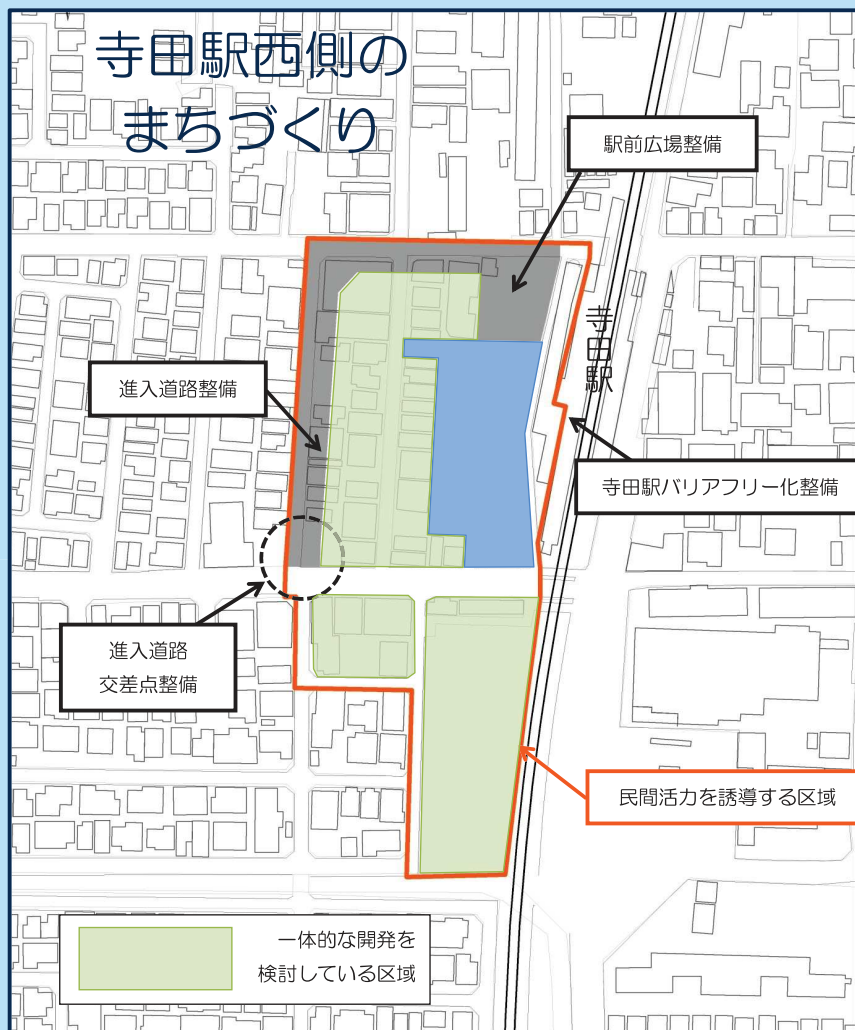 寺田駅西側の
まちづくり
駅前広場整備
寺田駅
進入道路整備
寺田駅バリアフリー化整備
進入道路
交差点整備
民間活力を誘導する区域
一体的な開発を
検討している区域